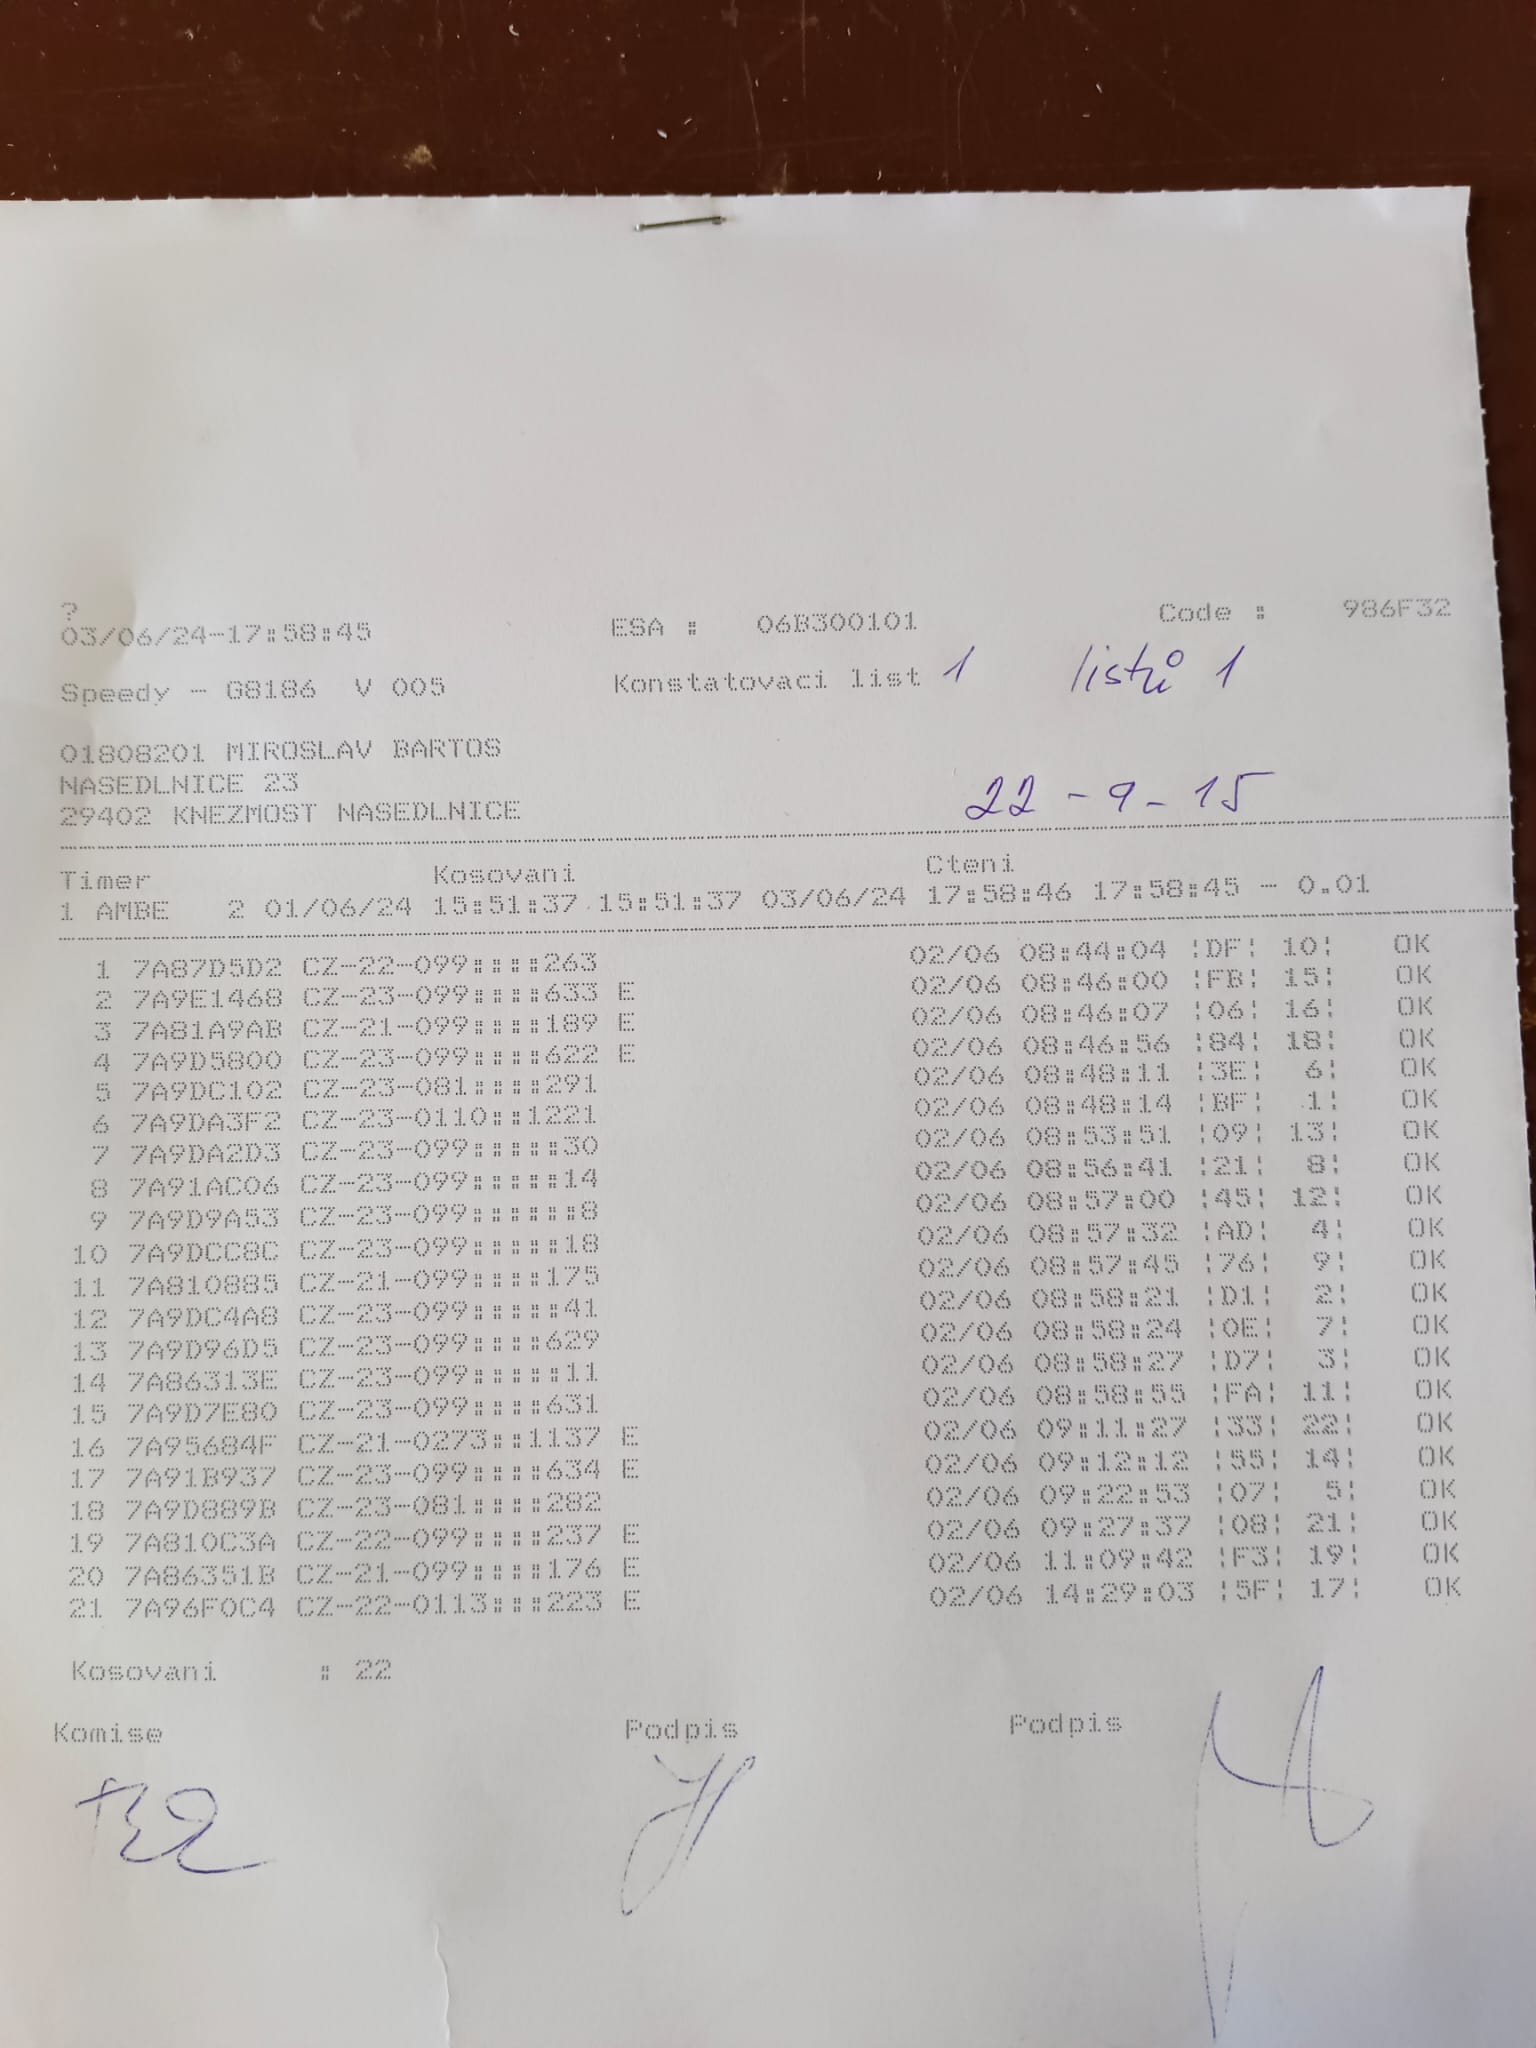 ?
03/06/24-17:58:45 ESA : 06B300101 Code : 986F32
Speedy - G8186 V 005 Konstatovaci list 1 listů 1
01808201 MIROSLAV BARTOS
NASEDLNICE 23
29402 KNEZMOST NASEDLNICE 22 - 9 - 15
Timer Kosovani Cteni
1 AMBE 2 01/06/24 15:51:37 15:51:37 03/06/24 17:58:46 17:58:45 - 0.01
1 7A87D5D2 CZ-22-099::::263 02/06 08:44:04 ¦DF¦ 10¦ OK
2 7A9E1468 CZ-23-099::::633 E 02/06 08:46:00 ¦FB¦ 15¦ OK
3 7A81A9AB CZ-21-099::::189 E 02/06 08:46:07 ¦06¦ 16¦ OK
4 7A9D5800 CZ-23-099::::622 E 02/06 08:46:56 ¦84¦ 18¦ OK
5 7A9DC102 CZ-23-081::::291 02/06 08:48:11 ¦3E¦ 6¦ OK
6 7A9DA3F2 CZ-23-0110::1221 02/06 08:48:14 ¦BF¦ 1¦ OK
7 7A9DA2D3 CZ-23-099:::::30 02/06 08:53:51 ¦09¦ 13¦ OK
8 7A91AC06 CZ-23-099:::::14 02/06 08:56:41 ¦21¦ 8¦ OK
9 7A9D9A53 CZ-23-099::::::8 02/06 08:57:00 ¦45¦ 12¦ OK
10 7A9DCC8C CZ-23-099:::::18 02/06 08:57:32 ¦AD¦ 4¦ OK
11 7A810885 CZ-21-099::::175 02/06 08:57:45 ¦76¦ 9¦ OK
12 7A9DC4A8 CZ-23-099:::::41 02/06 08:58:21 ¦D1¦ 2¦ OK
13 7A9D96D5 CZ-23-099::::629 02/06 08:58:24 ¦0E¦ 7¦ OK
14 7A86313E CZ-23-099:::::11 02/06 08:58:27 ¦D7¦ 3¦ OK
15 7A9D7E80 CZ-23-099::::631 02/06 08:58:55 ¦FA¦ 11¦ OK
16 7A95684F CZ-21-0273::1137 E 02/06 09:11:27 ¦33¦ 22¦ OK
17 7A91B937 CZ-23-099::::634 E 02/06 09:12:12 ¦55¦ 14¦ OK
18 7A9D889B CZ-23-081::::282 02/06 09:22:53 ¦07¦ 5¦ OK
19 7A810C3A CZ-22-099::::237 E 02/06 09:27:37 ¦08¦ 21¦ OK
20 7A86351B CZ-21-099::::176 E 02/06 11:09:42 ¦F3¦ 19¦ OK
21 7A96F0C4 CZ-22-0113:::223 E 02/06 14:29:03 ¦5F¦ 17¦ OK
Kosovani : 22
Komise Podpis Podpis